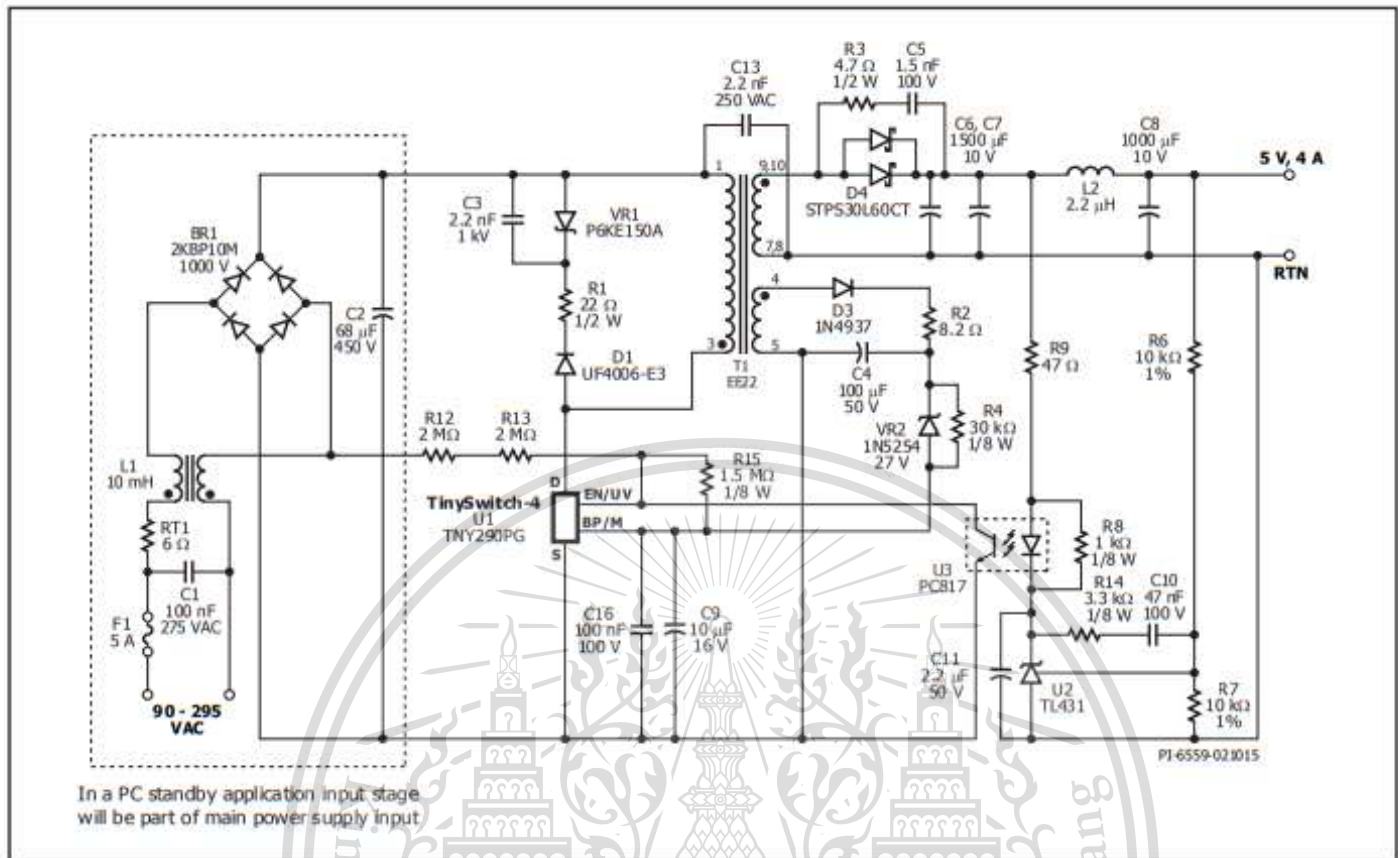 C13
2.2 nF
250 VAC
R3
4.7 Ω
1/2 W
C5
1.5 nF
100 V
C6, C7
1500 µF
10 V
C8
1000 µF
10 V
5 V, 4 A
RTN
L2
2.2 µH
D4
STPS30L60CT
1
3
9,10
7,8
4
5
T1
EE22
C3
2.2 nF
1 kV
VR1
P6KE150A
R1
22 Ω
1/2 W
D1
UF4006-E3
BR1
2KBP10M
1000 V
C2
68 µF
450 V
D3
1N4937
R2
8.2 Ω
C4
100 µF
50 V
VR2
1N5254
27 V
R4
30 kΩ
1/8 W
R9
47 Ω
R6
10 kΩ
1%
R12
2 MΩ
R13
2 MΩ
R15
1.5 MΩ
1/8 W
L1
10 mH
RT1
6 Ω
C1
100 nF
275 VAC
F1
5 A
90 - 295
VAC
D
EN/UV
BP/M
S
TinySwitch-4
U1
TNY290PG
C16
100 nF
100 V
C9
10 µF
16 V
U3
PC817
R8
1 kΩ
1/8 W
R14
3.3 kΩ
1/8 W
C10
47 nF
100 V
C11
2.2 µF
50 V
U2
TL431
R7
10 kΩ
1%
PI-6559-021015
In a PC standby application input stage
will be part of main power supply input